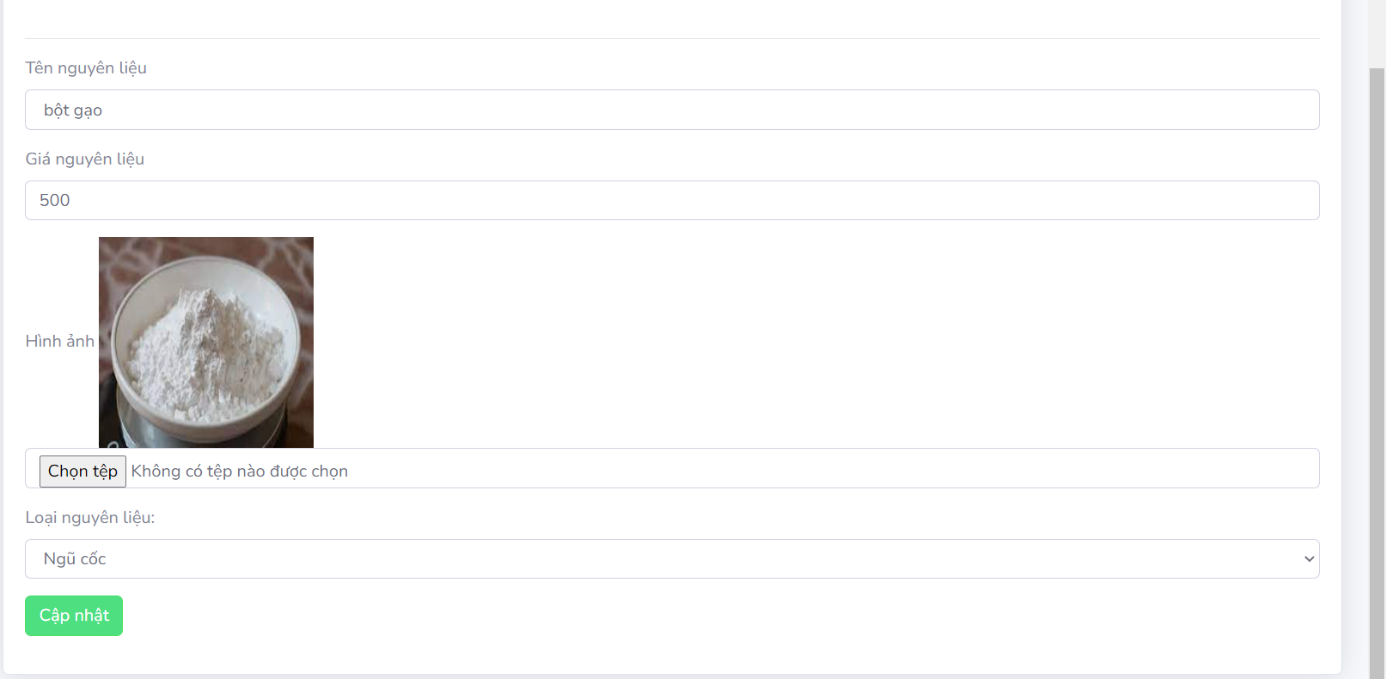 Tên nguyên liệu
bột gạo
Giá nguyên liệu
500
Hình ảnh
Chọn tệp Không có tệp nào được chọn
Loại nguyên liệu:
Ngũ cốc
Cập nhật